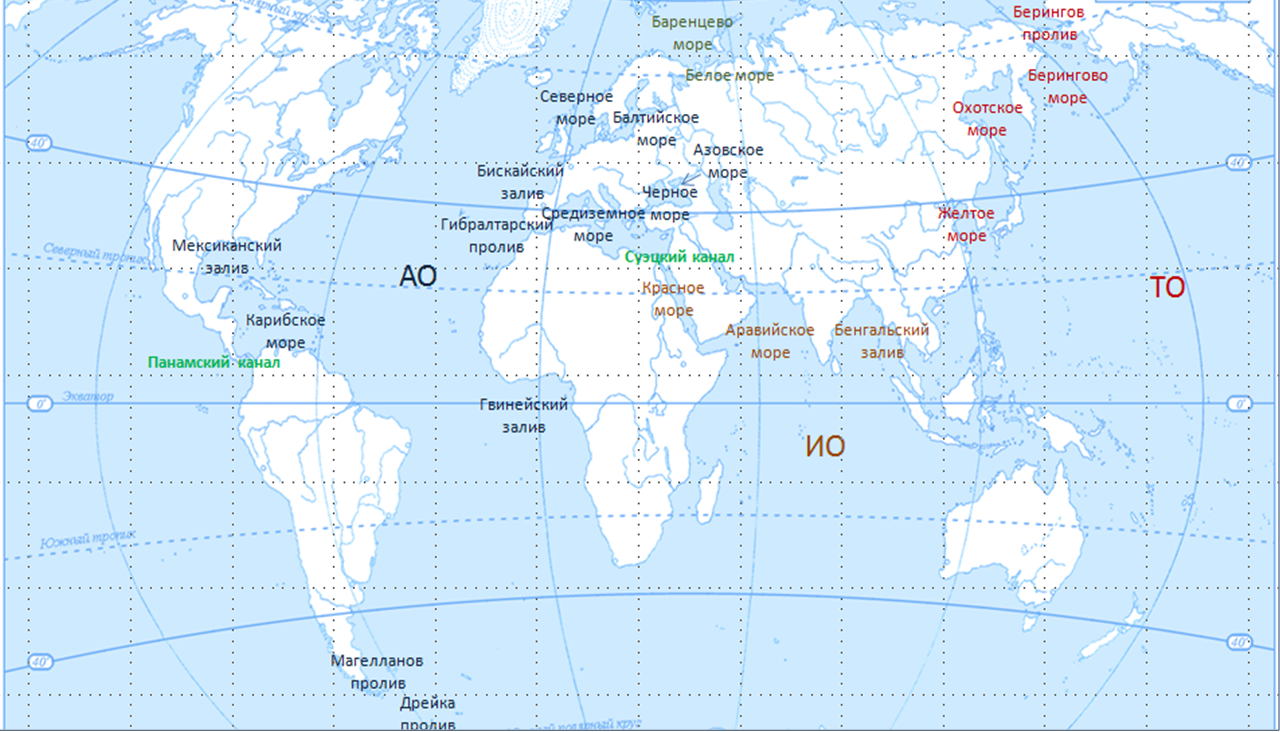 Баренцево
море
Берингов
пролив
Белое море
Берингово
море
Северное
море
Балтийское
море
Охотское
море
40°
Азовское
море
40°
Бискайский
залив
Черное
море
Средиземное
море
Желтое
море
Гибралтарский
пролив
Мексиканский
залив
Северный тропик
Суэцкий канал
АО
ТО
Красное
море
Карибское
море
Аравийское
море
Бенгальский
залив
Панамский канал
Экватор
0°
0°
Гвинейский
залив
ИО
Южный тропик
40°
40°
Магелланов
пролив
Дрейка
пролив
полярный круг